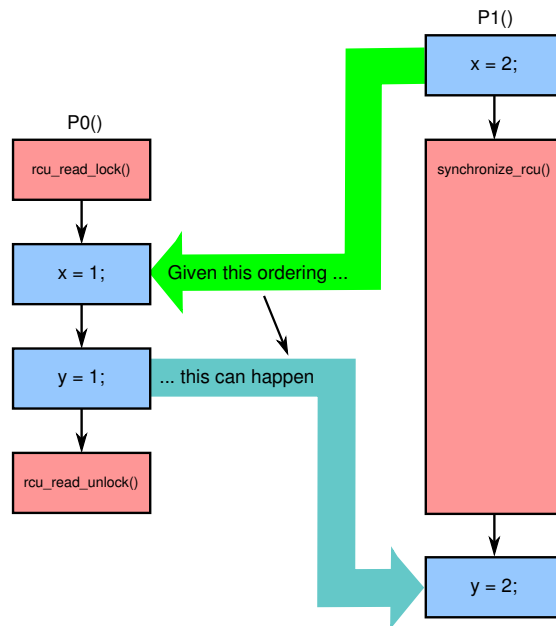 P1()
x = 2;
P0()
rcu_read_lock()
synchronize_rcu()
x = 1;
Given this ordering ...
y = 1;
... this can happen
rcu_read_unlock()
y = 2;